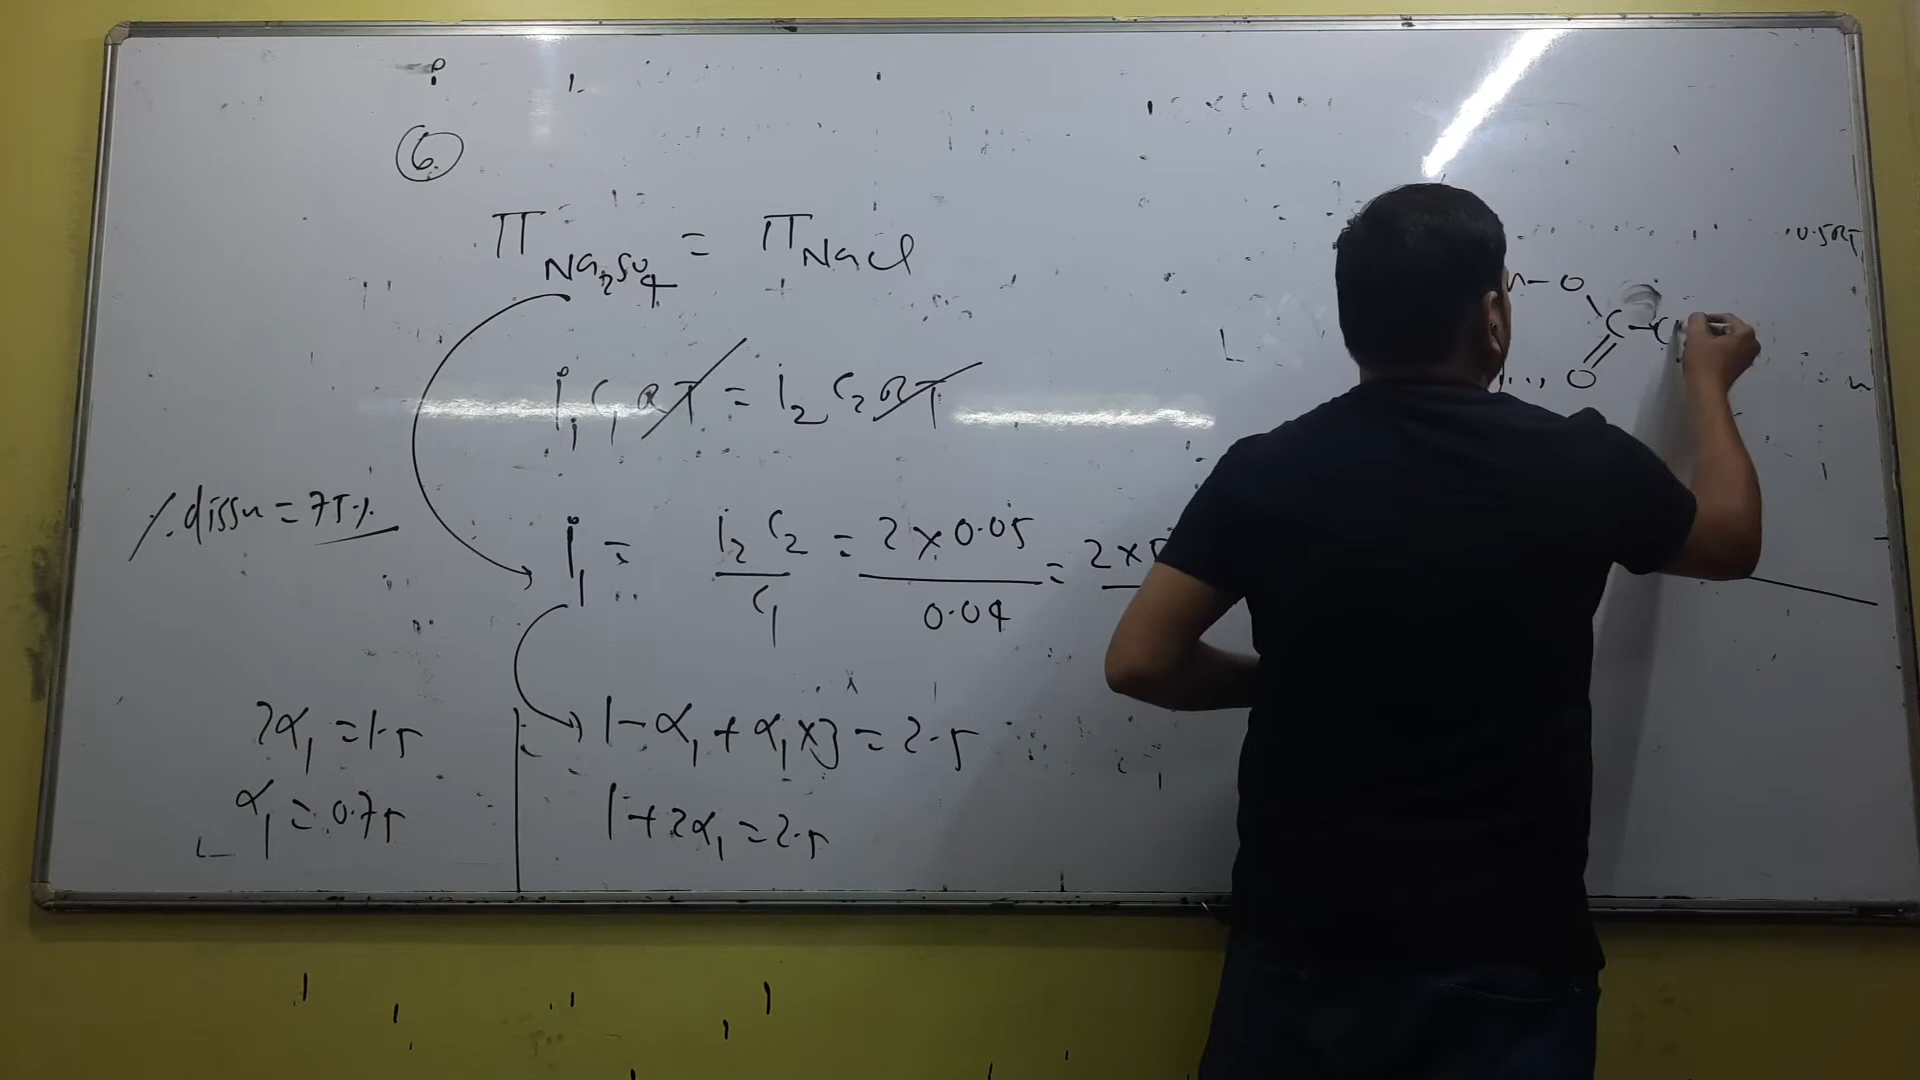 6.
π Na₂SO₄ = π NaCl
i₁ C₁ RT = i₂ C₂ RT
% dissn = 75%
i₁ = i₂ C₂ / C₁ = 2 × 0.05 / 0.04 = 2 × 5
1 - α₁ + α₁ × 3 = 2.5
1 + 2α₁ = 2.5
2α₁ = 1.5
α₁ = 0.75
0.5RT
- O
C - C
O